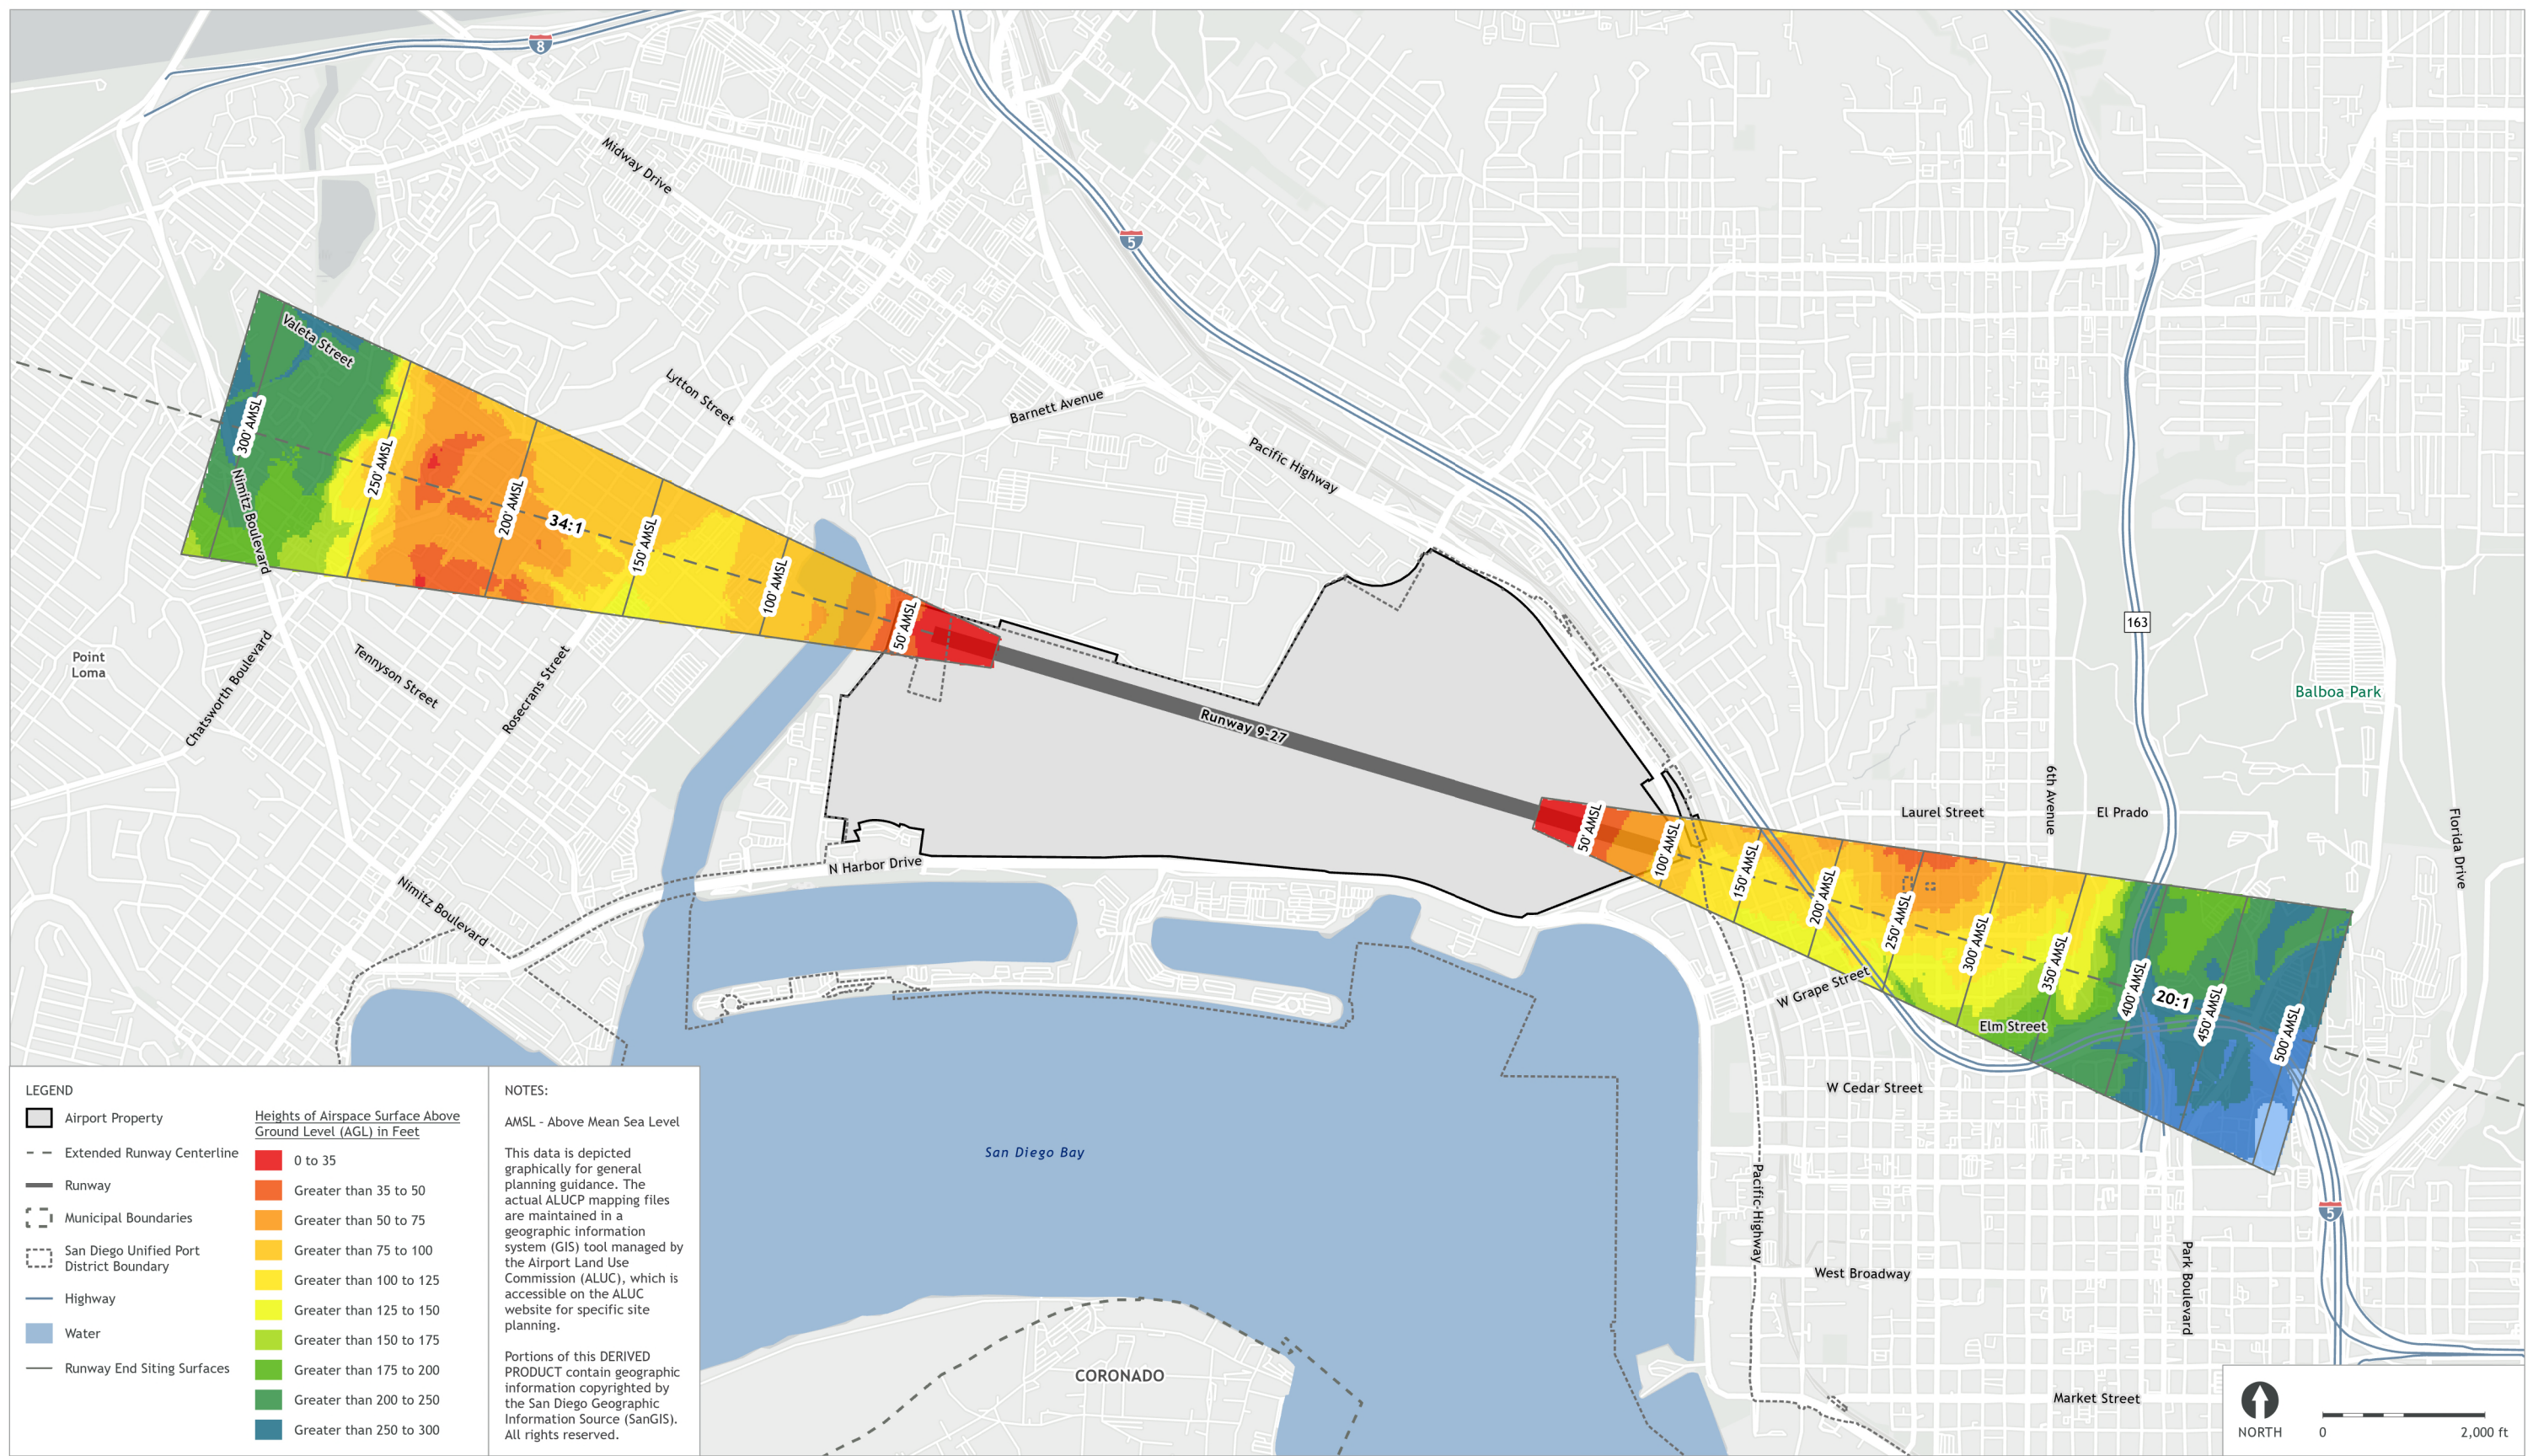 8
Midway Drive
5
Valeta Street
Lytton Street
Barnett Avenue
Pacific Highway
300' AMSL
250' AMSL
200' AMSL
34:1
150' AMSL
100' AMSL
50' AMSL
Nimitz Boulevard
163
Point
Loma
Chatsworth Boulevard
Tennyson Street
Rosecrans Street
Balboa Park
Runway 9-27
6th Avenue
Laurel Street
El Prado
Florida Drive
N Harbor Drive
Nimitz Boulevard
50' AMSL
100' AMSL
150' AMSL
200' AMSL
250' AMSL
300' AMSL
350' AMSL
400' AMSL
20:1
450' AMSL
500' AMSL
W Grape Street
Elm Street
W Cedar Street
San Diego Bay
Pacific Highway
5
West Broadway
Park Boulevard
CORONADO
Market Street
LEGEND
Airport Property
Extended Runway Centerline
Runway
Municipal Boundaries
San Diego Unified Port
District Boundary
Highway
Water
Runway End Siting Surfaces
Heights of Airspace Surface Above
Ground Level (AGL) in Feet
0 to 35
Greater than 35 to 50
Greater than 50 to 75
Greater than 75 to 100
Greater than 100 to 125
Greater than 125 to 150
Greater than 150 to 175
Greater than 175 to 200
Greater than 200 to 250
Greater than 250 to 300
NOTES:
AMSL - Above Mean Sea Level
This data is depicted
graphically for general
planning guidance. The
actual ALUCP mapping files
are maintained in a
geographic information
system (GIS) tool managed by
the Airport Land Use
Commission (ALUC), which is
accessible on the ALUC
website for specific site
planning.
Portions of this DERIVED
PRODUCT contain geographic
information copyrighted by
the San Diego Geographic
Information Source (SanGIS).
All rights reserved.
NORTH
0
2,000 ft